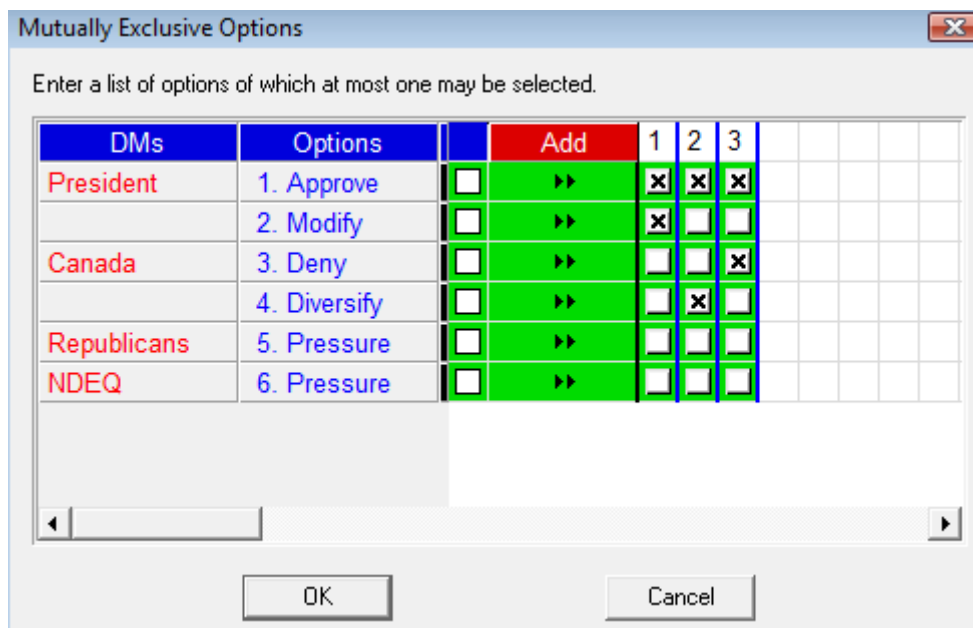 Mutually Exclusive Options
Enter a list of options of which at most one may be selected.
DMs Options Add 1 2 3
President 1. Approve
2. Modify
Canada 3. Deny
4. Diversify
Republicans 5. Pressure
NDEQ 6. Pressure
OK Cancel